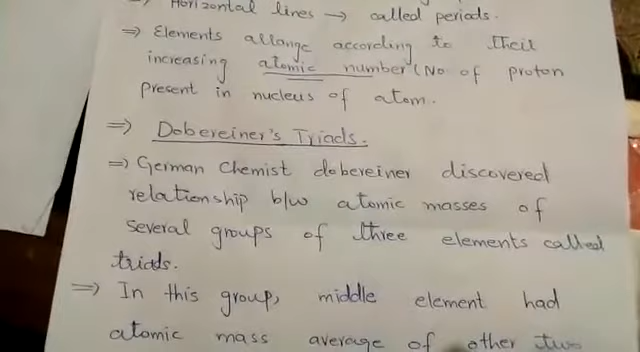 => Horizontal lines → called periods.
=> Elements allange according to their
increasing atomic number (No of proton
present in nucleus of atom.
=> Dobereiner's Triads.
=> German Chemist dobereiner discovered
relationship b/w atomic masses of
several groups of three elements called
triads.
=> In this group, middle element had
atomic mass average of other two